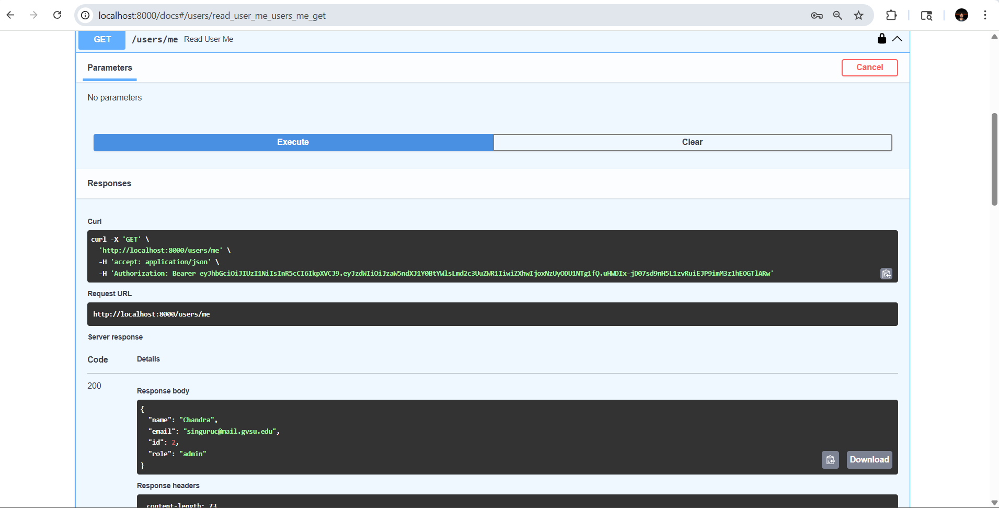 localhost:8000/docs#/users/read_user_me_users_me_get
GET /users/me Read User Me
Parameters
Cancel
No parameters
Execute
Clear
Responses
Curl
curl -X 'GET' \
'http://localhost:8000/users/me' \
-H 'accept: application/json' \
-H 'Authorization: Bearer eyJhbGciOiJIUzI1NiIsInR5cCI6IkpXVCJ9.eyJzdWIiOiJzaW5ndXJ1Y0BtYWlsLmd2c3UuZWR1IiwiZXhwIjoxNzUyODU1NTg1fQ.uHWDIx-jD07sd9nH5L1zvRuiEJP9imM3z1hEOGTlARw'
Request URL
http://localhost:8000/users/me
Server response
Code Details
200
Response body
{
"name": "Chandra",
"email": "singuruc@mail.gvsu.edu",
"id": 2,
"role": "admin"
}
Download
Response headers
content-length: 73